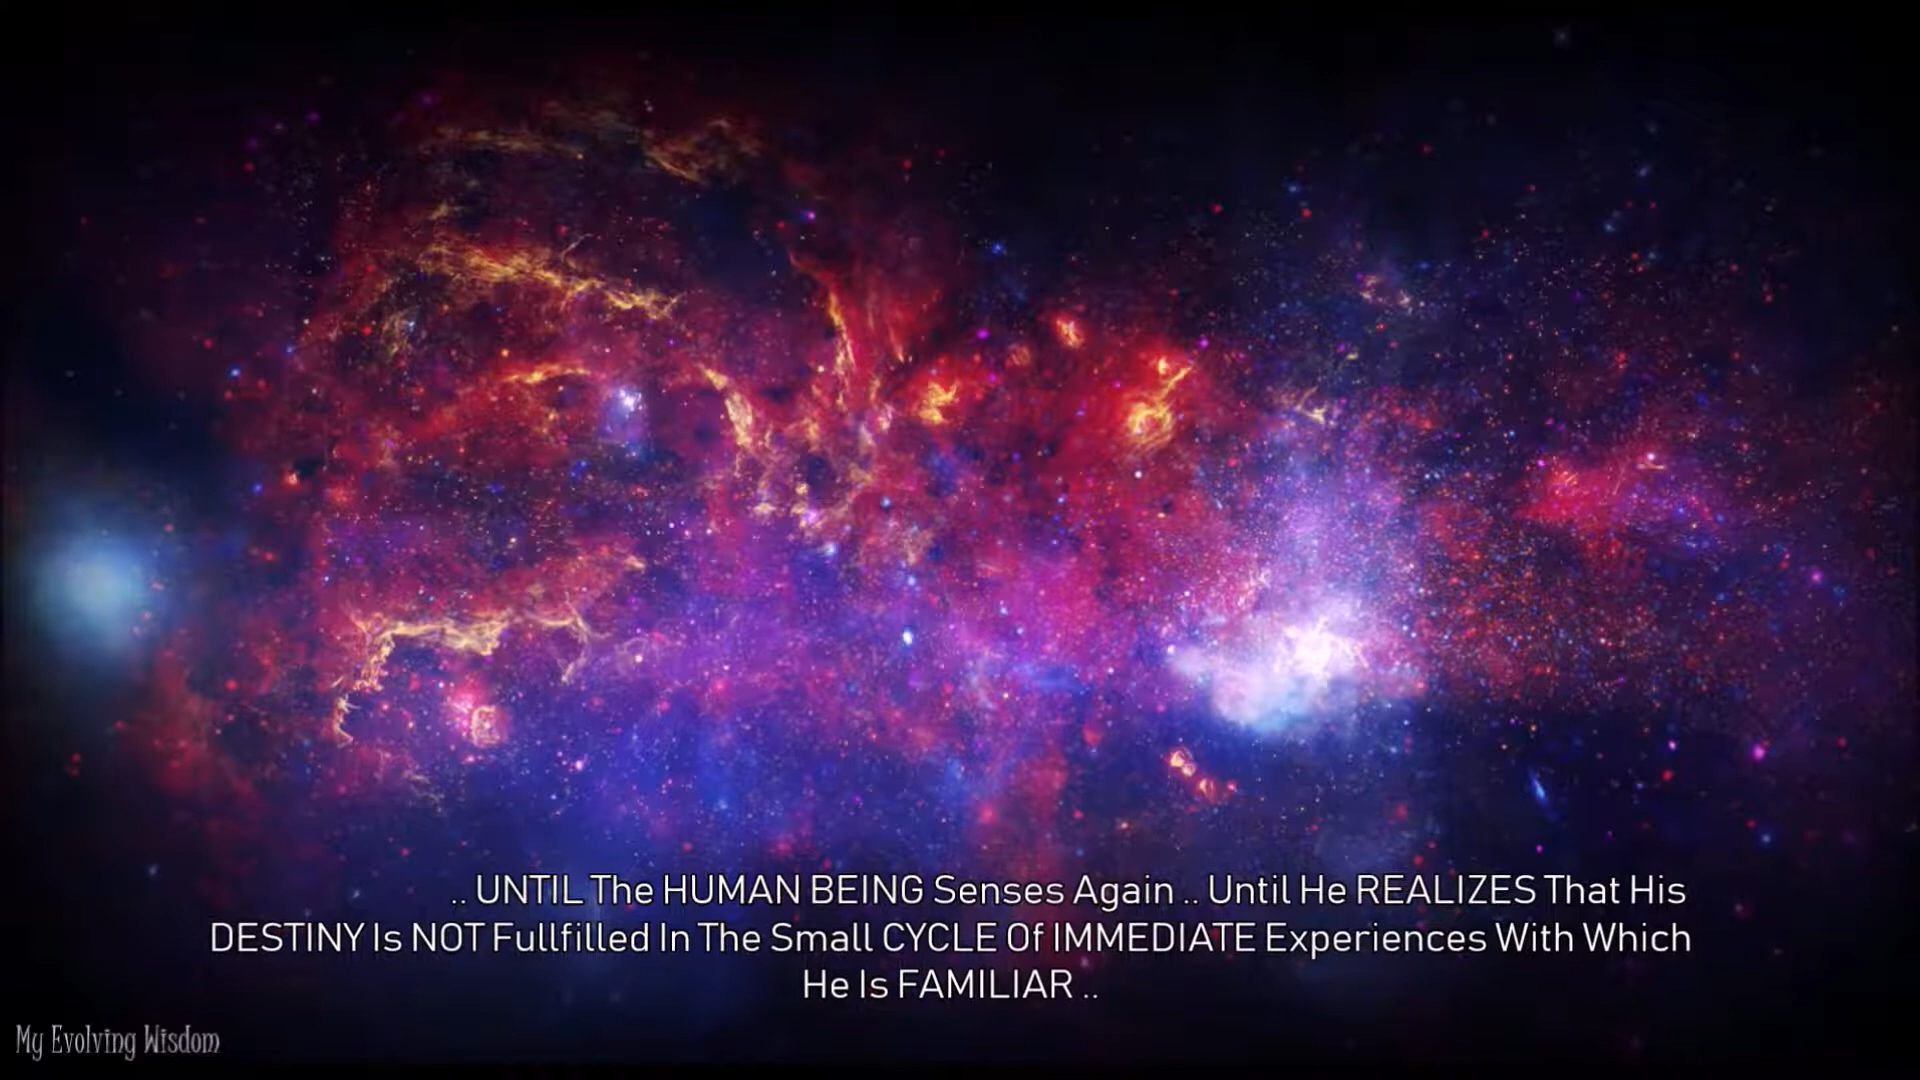 .. UNTIL The HUMAN BEING Senses Again .. Until He REALIZES That His
DESTINY Is NOT Fullfilled In The Small CYCLE Of IMMEDIATE Experiences With Which
He Is FAMILIAR ..
My Evolving Wisdom